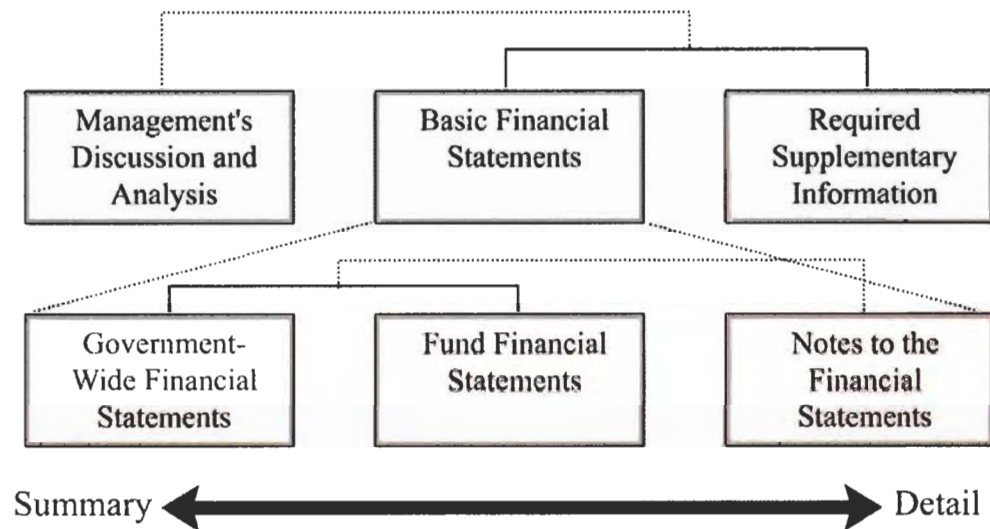 Management's
Discussion and
Analysis
Basic Financial
Statements
Required
Supplementary
Information
Government-
Wide Financial
Statements
Fund Financial
Statements
Notes to the
Financial
Statements
Summary
Detail